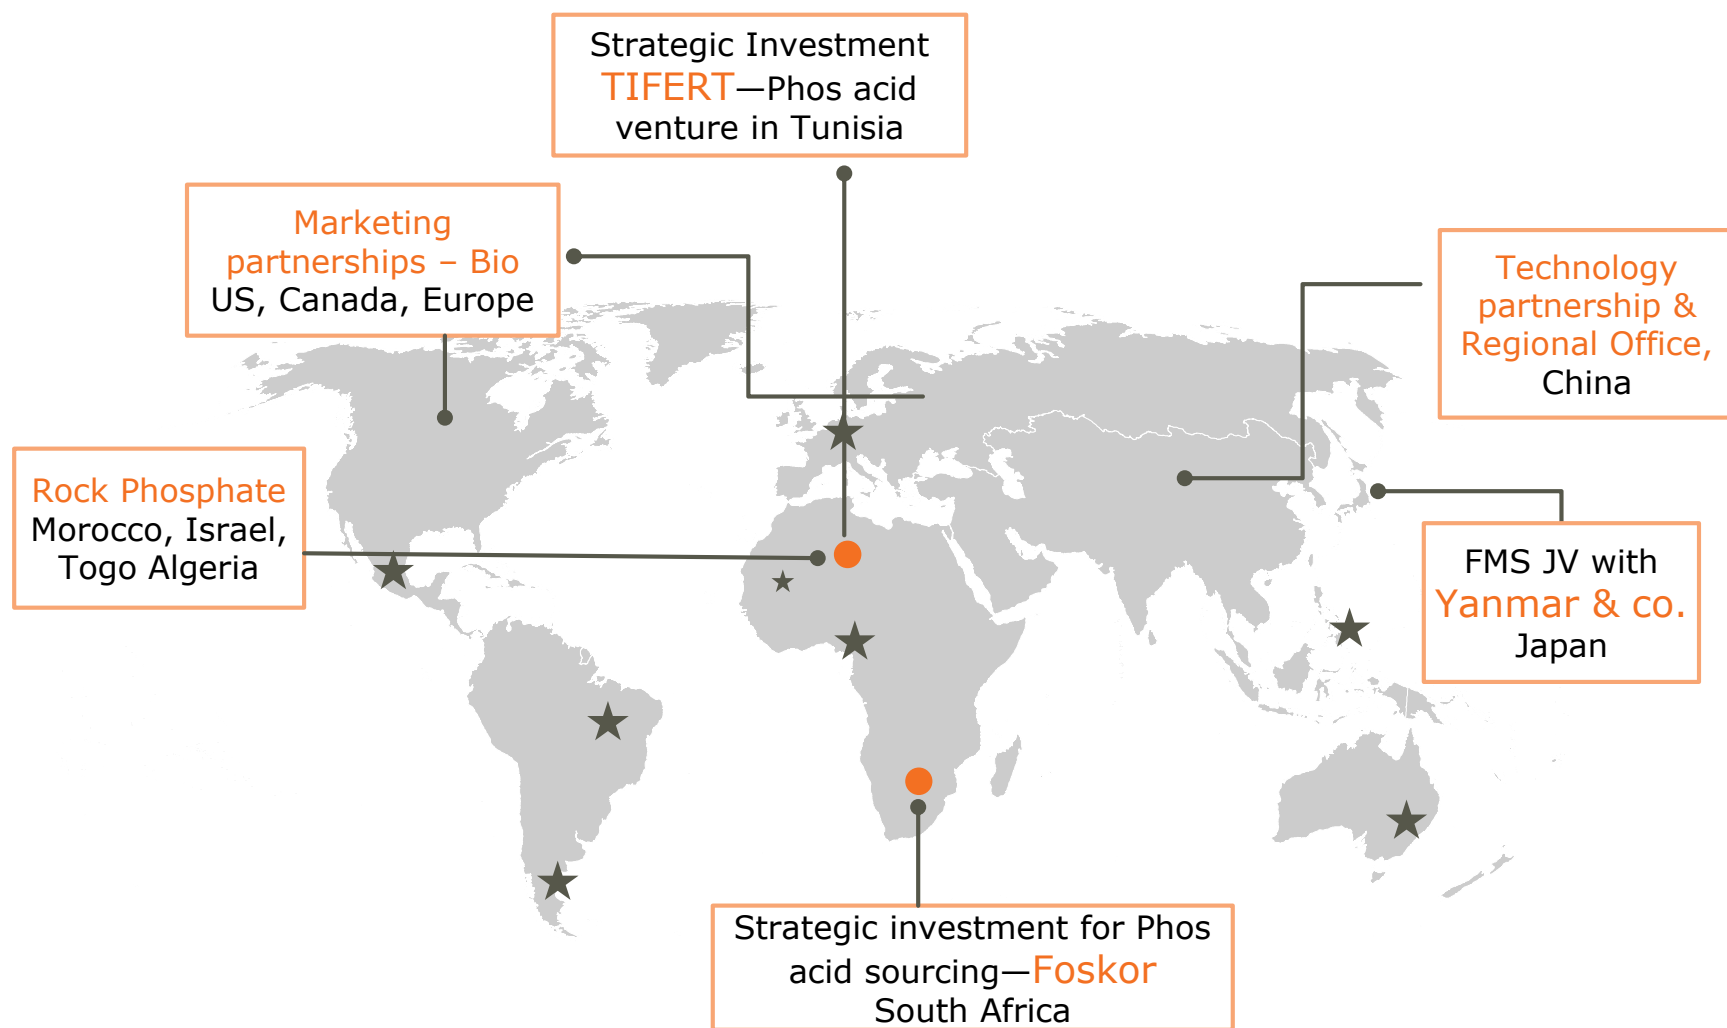 Strategic Investment
TIFERT—Phos acid
venture in Tunisia
Marketing
partnerships – Bio
US, Canada, Europe
Technology
partnership &
Regional Office,
China
Rock Phosphate
Morocco, Israel,
Togo Algeria
FMS JV with
Yanmar & co.
Japan
Strategic investment for Phos
acid sourcing—Foskor
South Africa